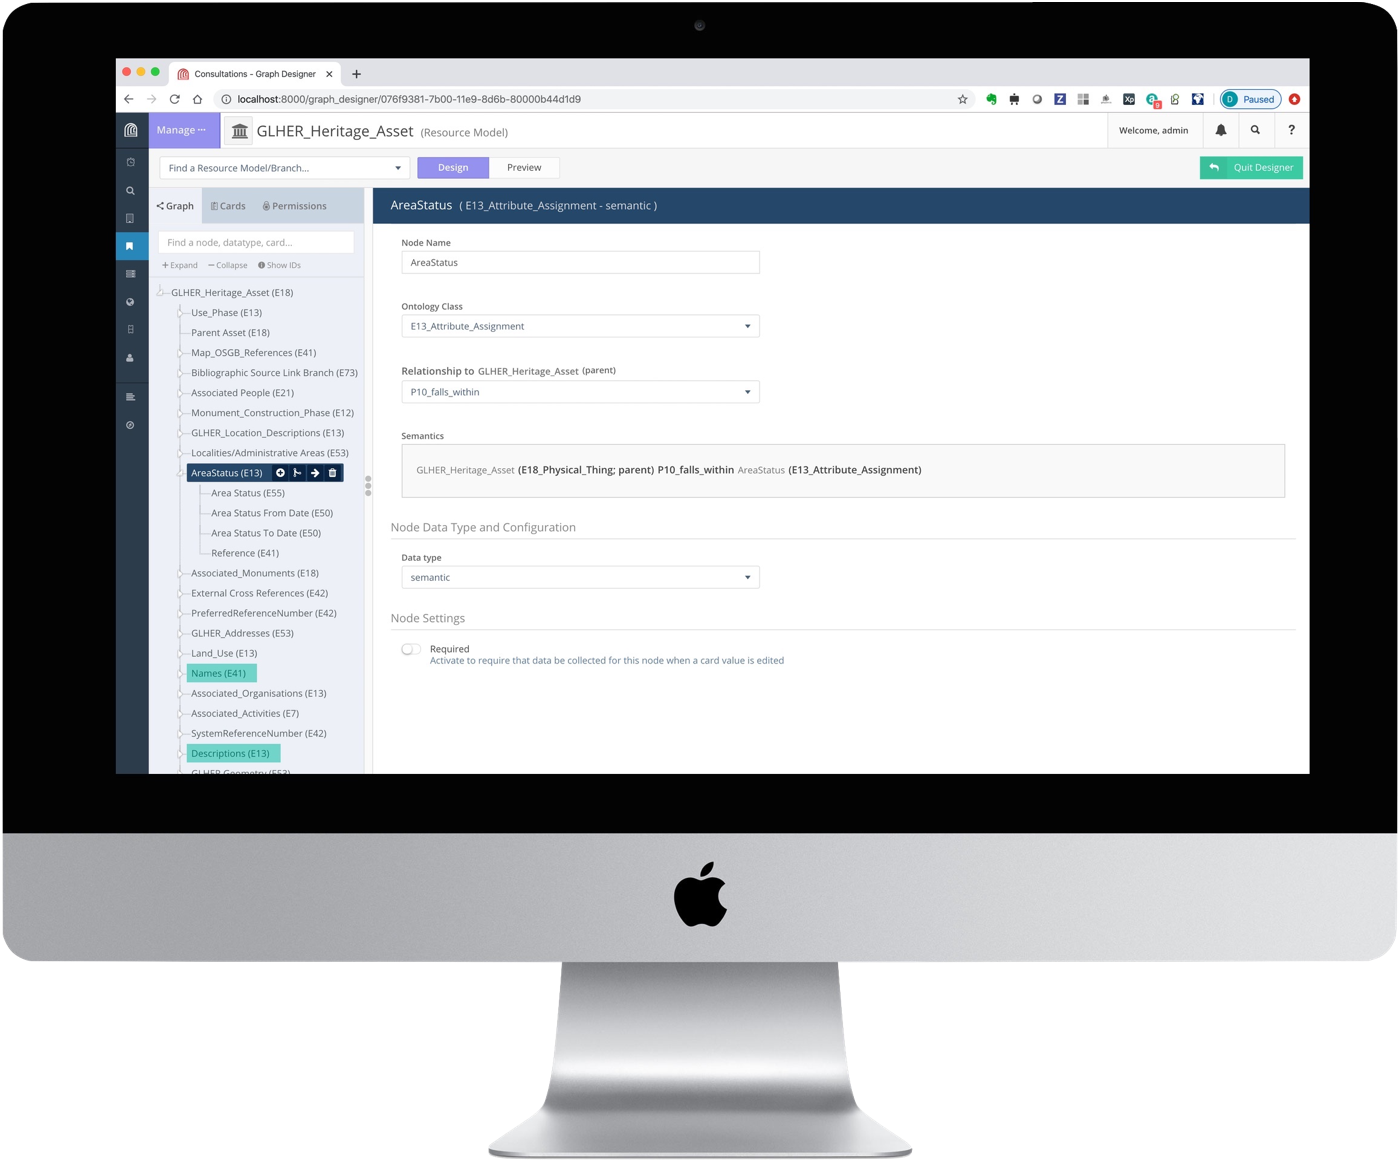 Consultations - Graph Designer
localhost:8000/graph_designer/076f9381-7b00-11e9-8d6b-80000b44d1d9
Z
Xp
9
D Paused
Manage ···
GLHER_Heritage_Asset (Resource Model)
Welcome, admin
?
Find a Resource Model/Branch...
Design
Preview
Quit Designer
Graph
Cards
Permissions
AreaStatus ( E13_Attribute_Assignment - semantic )
Find a node, datatype, card...
Expand
Collapse
Show IDs
GLHER_Heritage_Asset (E18)
Use_Phase (E13)
Parent Asset (E18)
Map_OSGB_References (E41)
Bibliographic Source Link Branch (E73)
Associated People (E21)
Monument_Construction_Phase (E12)
GLHER_Location_Descriptions (E13)
Localities/Administrative Areas (E53)
AreaStatus (E13)
Area Status (E55)
Area Status From Date (E50)
Area Status To Date (E50)
Reference (E41)
Associated_Monuments (E18)
External Cross References (E42)
PreferredReferenceNumber (E42)
GLHER_Addresses (E53)
Land_Use (E13)
Names (E41)
Associated_Organisations (E13)
Associated_Activities (E7)
SystemReferenceNumber (E42)
Descriptions (E13)
GLHER Geometry (E53)
Node Name
AreaStatus
Ontology Class
E13_Attribute_Assignment
Relationship to GLHER_Heritage_Asset (parent)
P10_falls_within
Semantics
GLHER_Heritage_Asset (E18_Physical_Thing; parent) P10_falls_within AreaStatus (E13_Attribute_Assignment)
Node Data Type and Configuration
Data type
semantic
Node Settings
Required
Activate to require that data be collected for this node when a card value is edited